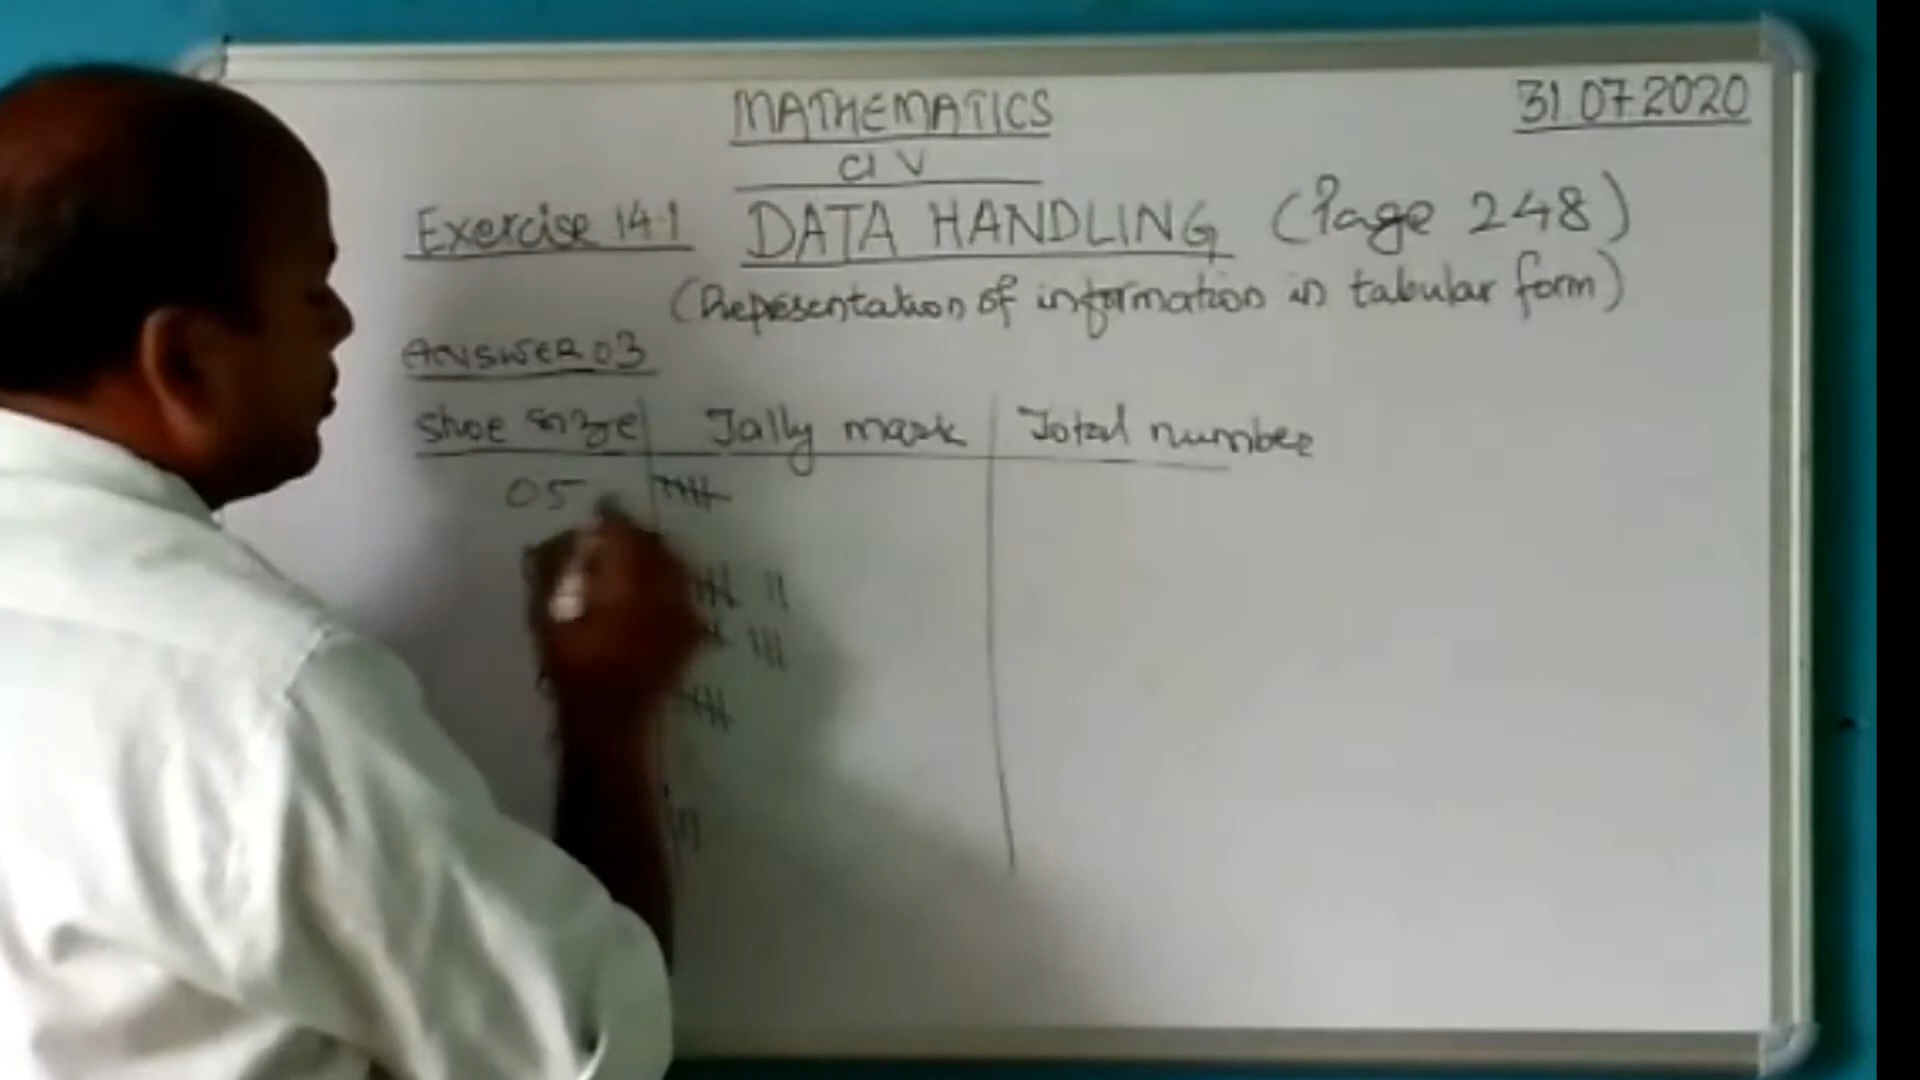 MATHEMATICS
31.07.2020
Cl V
Exercise 14.1 DATA HANDLING (Page 248)
(Representation of information in tabular form)
ANSWER 03
Shoe size Tally mark Total number
05